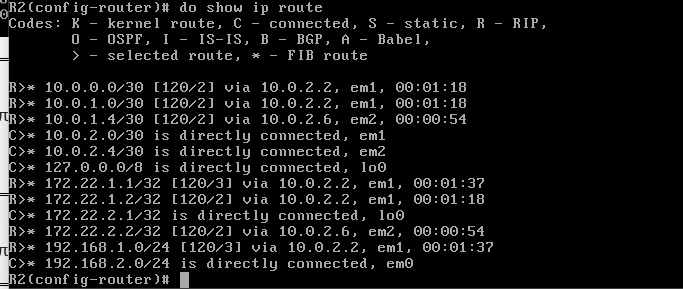 R2(config-router)# do show ip route
Codes: K - kernel route, C - connected, S - static, R - RIP,
O - OSPF, I - IS-IS, B - BGP, A - Babel,
> - selected route, * - FIB route
R>* 10.0.0.0/30 [120/2] via 10.0.2.2, em1, 00:01:18
R>* 10.0.1.0/30 [120/2] via 10.0.2.2, em1, 00:01:18
R>* 10.0.1.4/30 [120/2] via 10.0.2.6, em2, 00:00:54
C>* 10.0.2.0/30 is directly connected, em1
C>* 10.0.2.4/30 is directly connected, em2
C>* 127.0.0.0/8 is directly connected, lo0
R>* 172.22.1.1/32 [120/3] via 10.0.2.2, em1, 00:01:37
R>* 172.22.1.2/32 [120/2] via 10.0.2.2, em1, 00:01:18
C>* 172.22.2.1/32 is directly connected, lo0
R>* 172.22.2.2/32 [120/2] via 10.0.2.6, em2, 00:00:54
R>* 192.168.1.0/24 [120/3] via 10.0.2.2, em1, 00:01:37
C>* 192.168.2.0/24 is directly connected, em0
R2(config-router)#